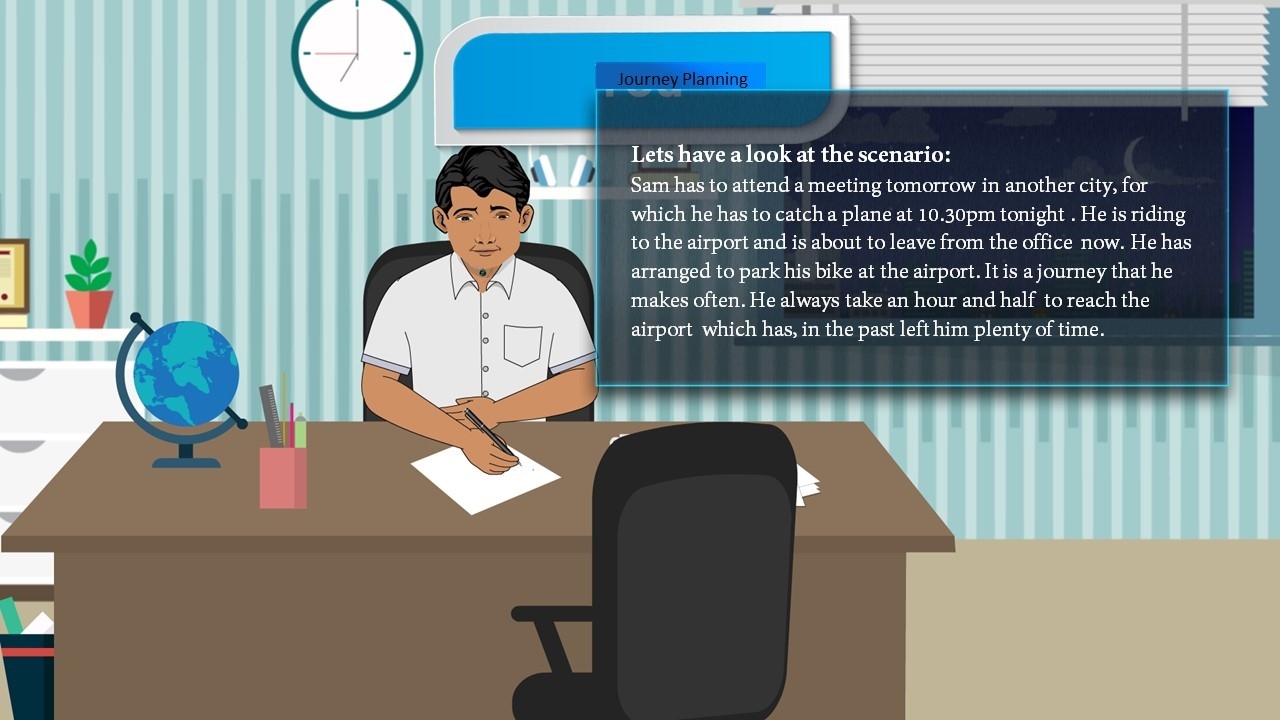 Journey Planning
Lets have a look at the scenario:
Sam has to attend a meeting tomorrow in another city, for
which he has to catch a plane at 10.30pm tonight . He is riding
to the airport and is about to leave from the office now. He has
arranged to park his bike at the airport. It is a journey that he
makes often. He always take an hour and half to reach the
airport which has, in the past left him plenty of time.